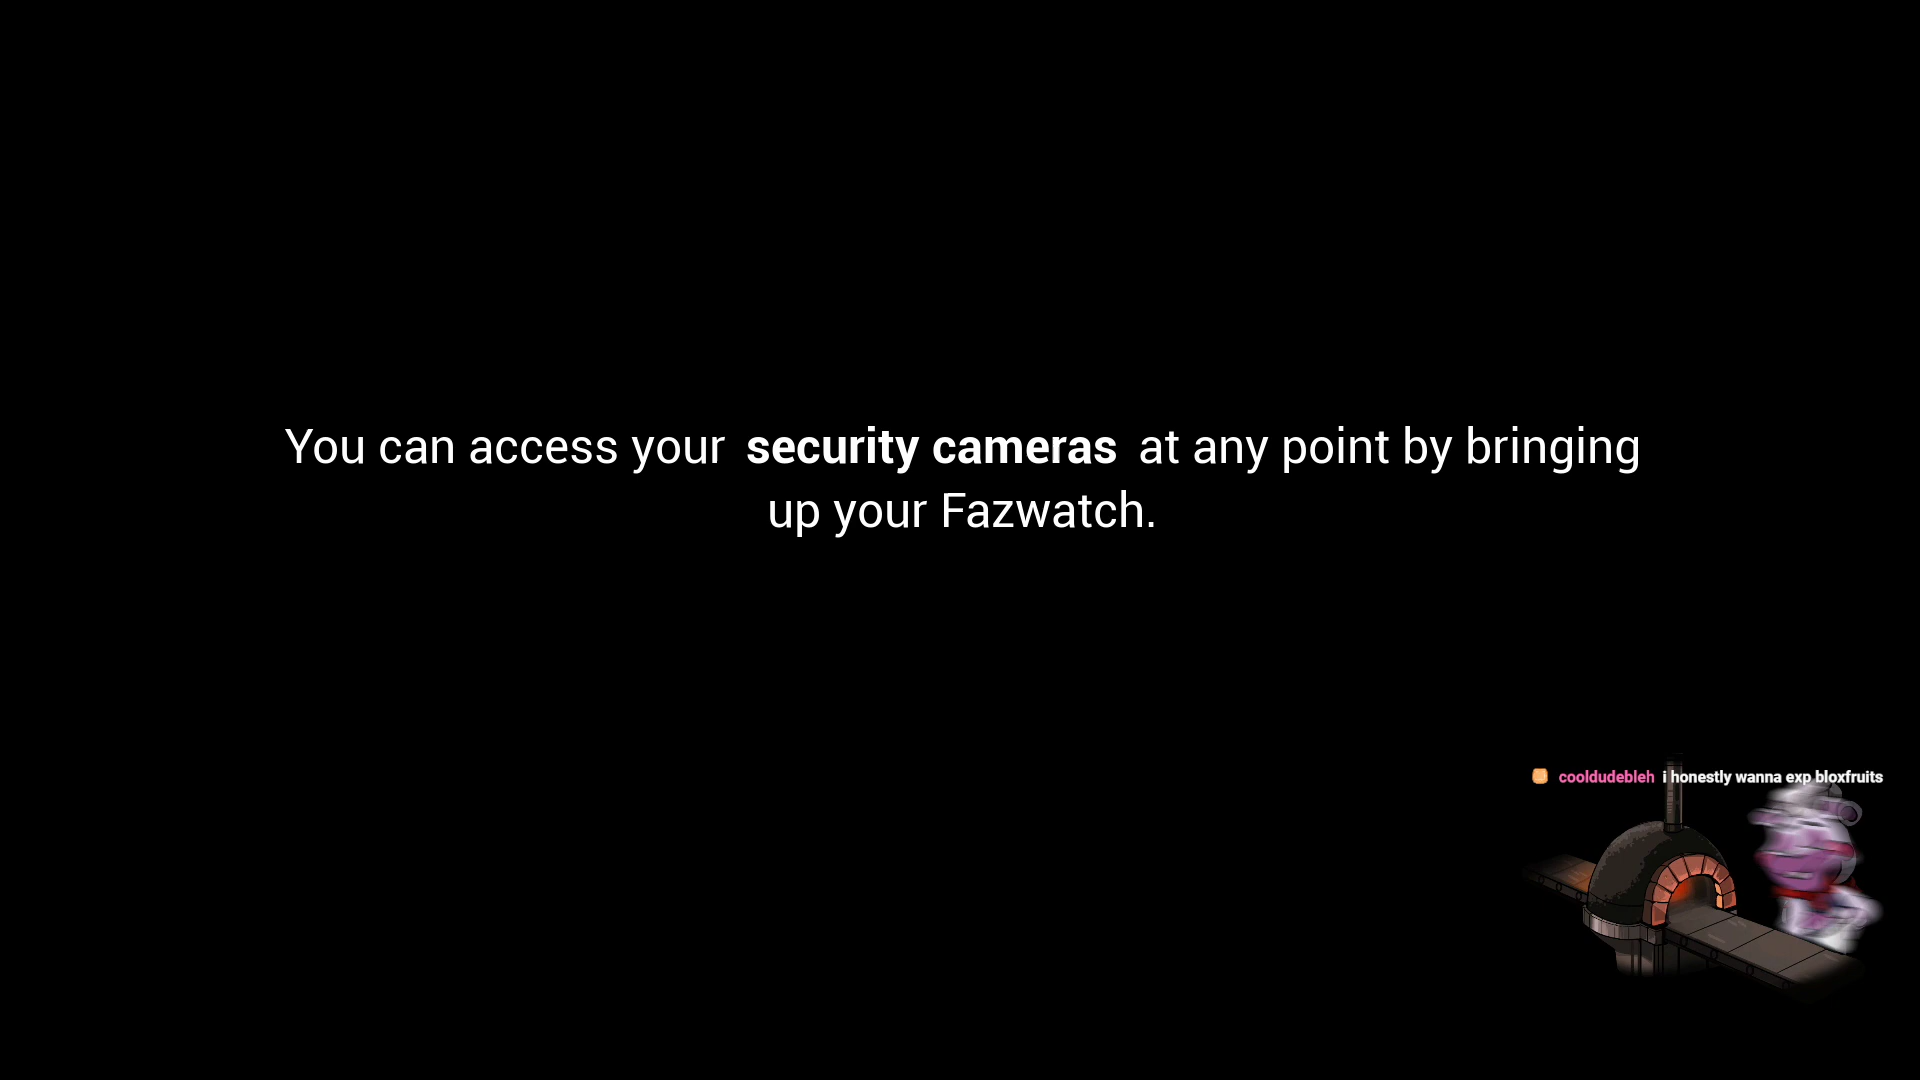 You can access your security cameras at any point by bringing
up your Fazwatch.
cooldudebleh i honestly wanna exp bloxfruits